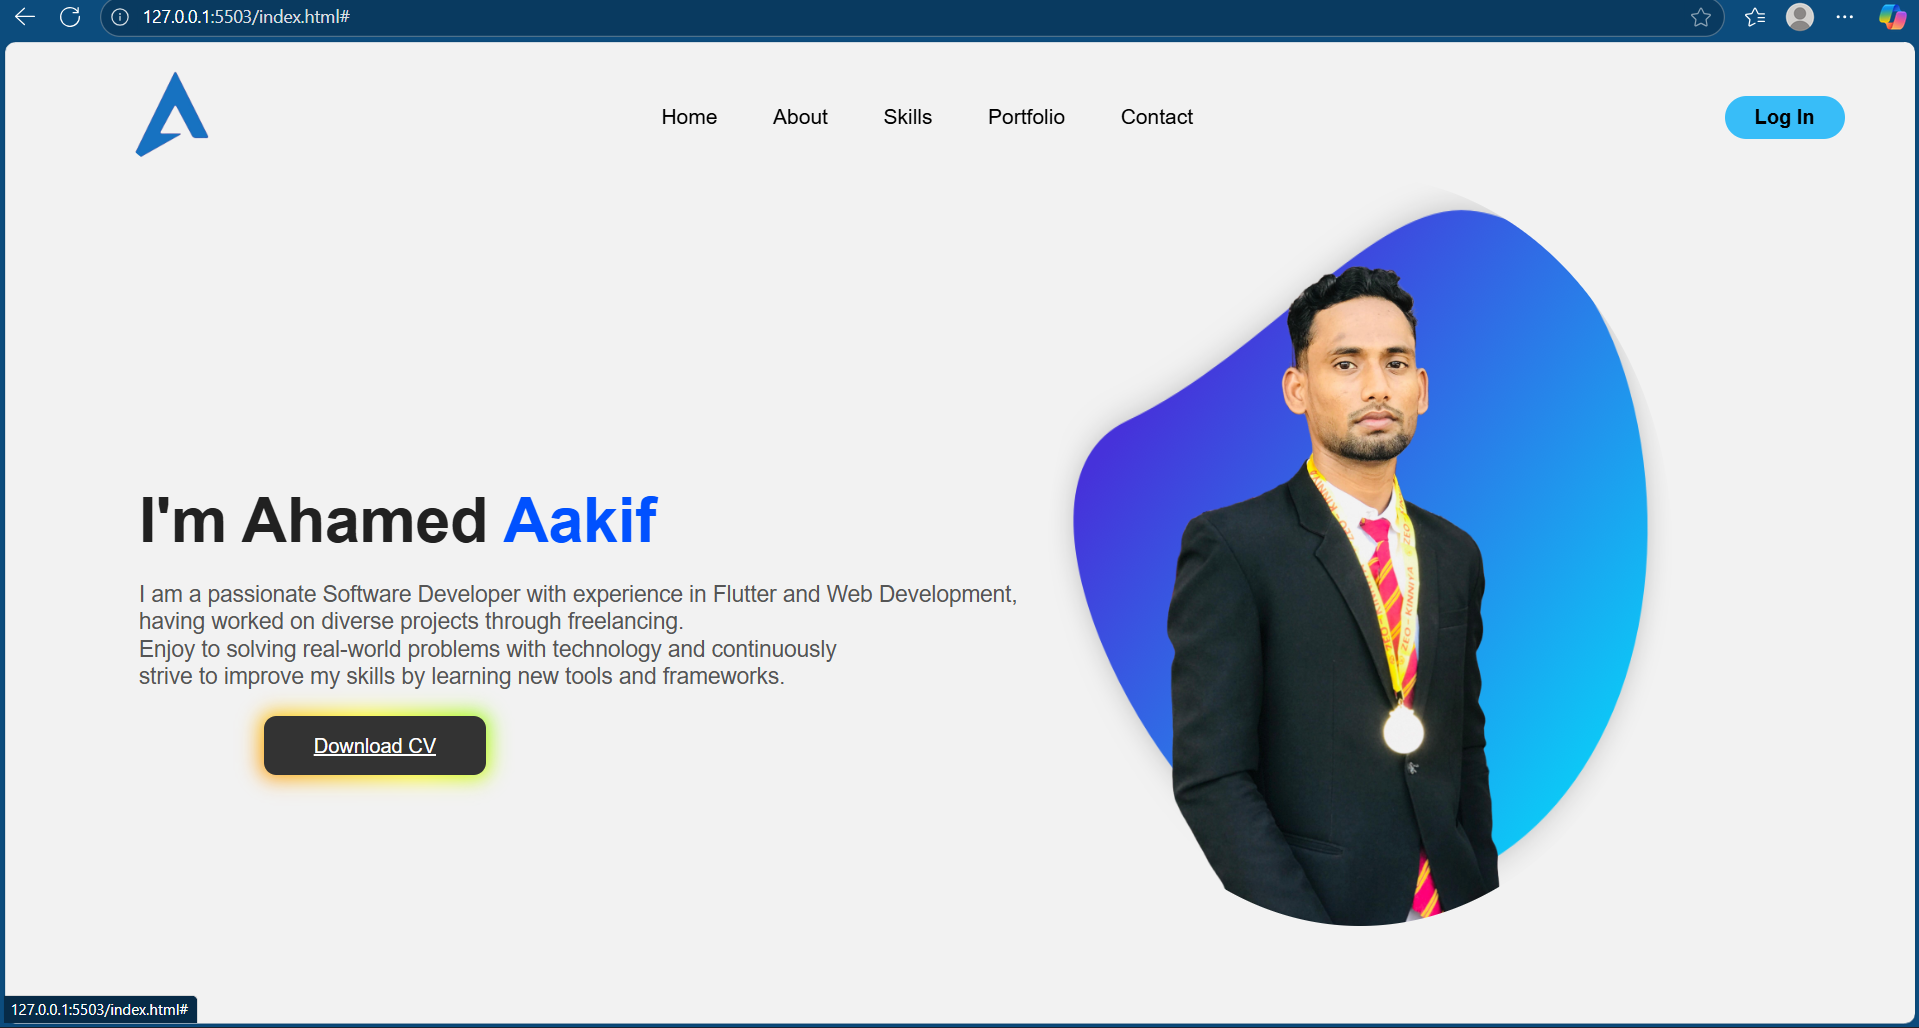 127.0.0.1:5503/index.html#
Home About Skills Portfolio Contact
Log In
I'm Ahamed Aakif
I am a passionate Software Developer with experience in Flutter and Web Development,
having worked on diverse projects through freelancing.
Enjoy to solving real-world problems with technology and continuously
strive to improve my skills by learning new tools and frameworks.
Download CV
ZEO - KINNIYA
127.0.0.1:5503/index.html#